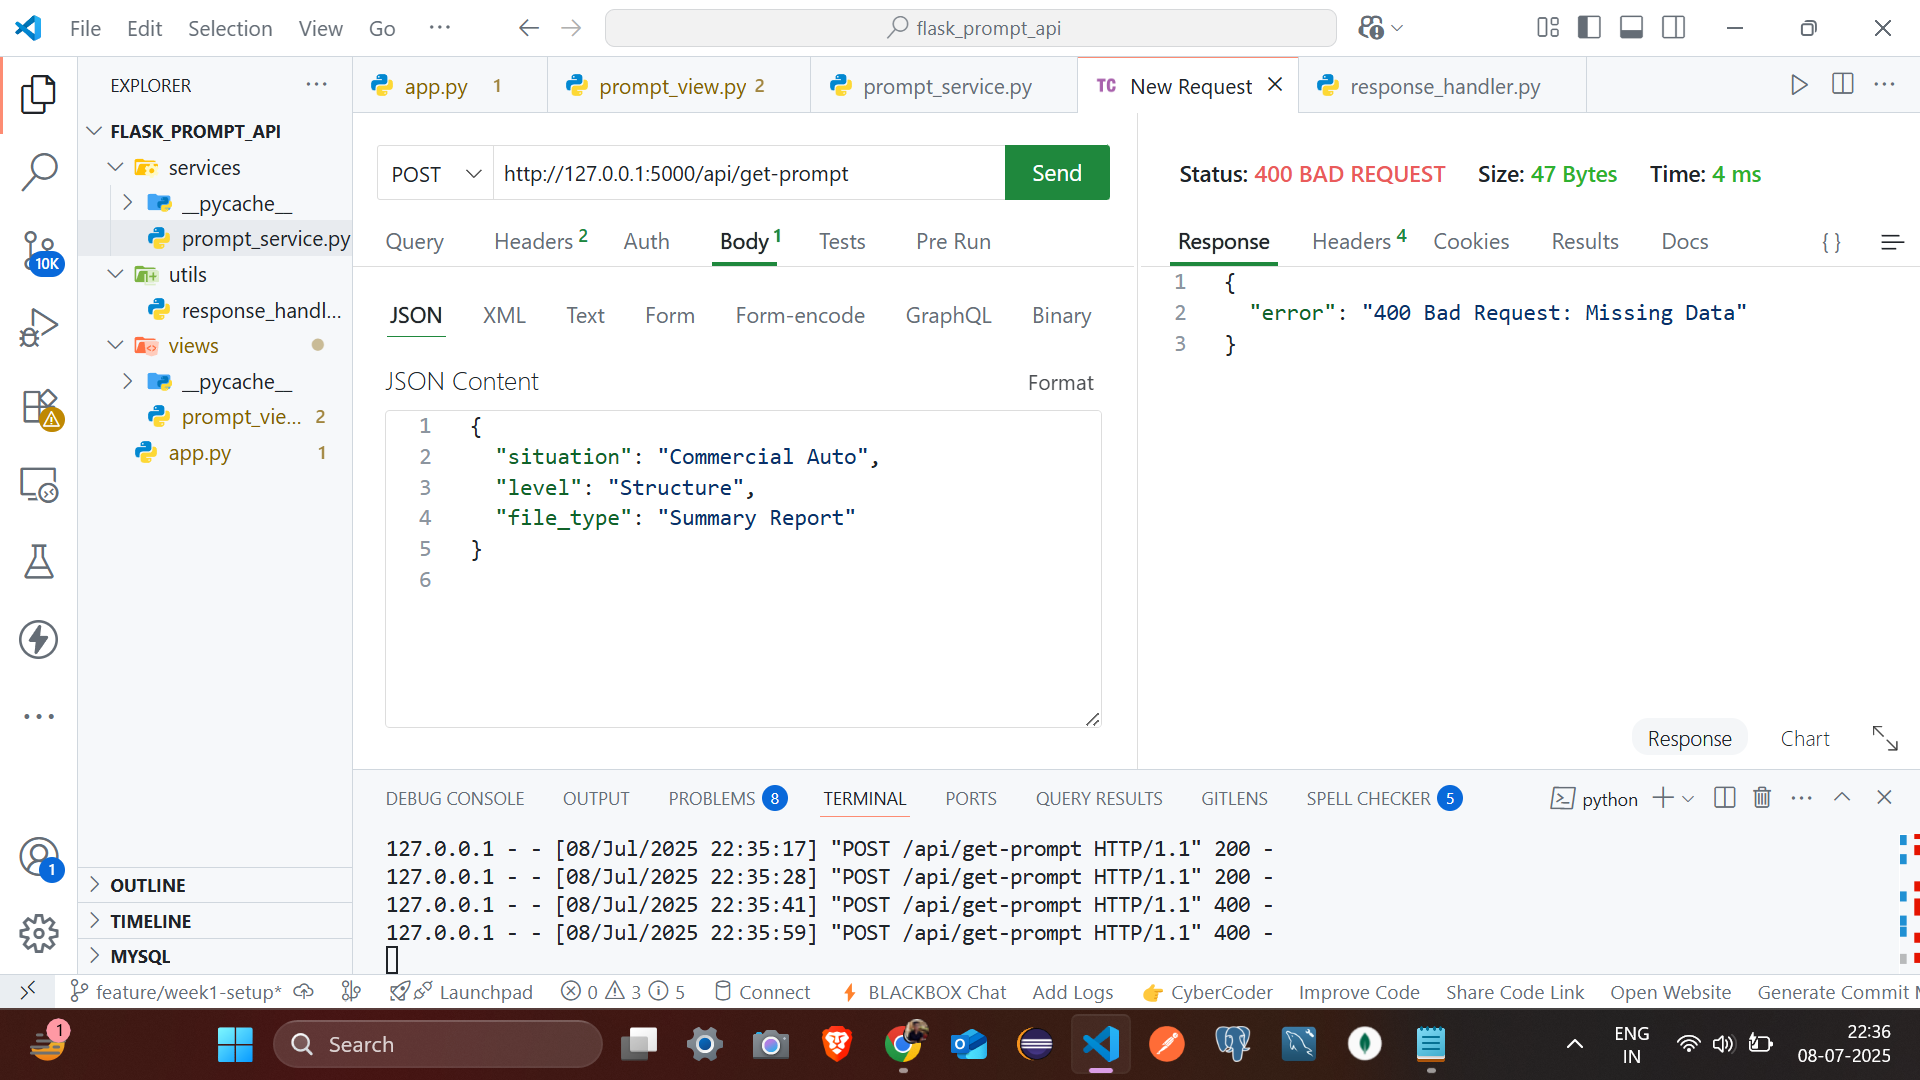 File Edit Selection View Go ··· flask_prompt_api
EXPLORER ···
FLASK_PROMPT_API
services
__pycache__
prompt_service.py
utils
response_handl...
views
__pycache__
prompt_vie... 2
app.py 1
OUTLINE
TIMELINE
MYSQL
10K
1
app.py 1 prompt_view.py 2 prompt_service.py TC New Request response_handler.py
POST http://127.0.0.1:5000/api/get-prompt Send
Query Headers 2 Auth Body 1 Tests Pre Run
JSON XML Text Form Form-encode GraphQL Binary
JSON Content Format
1 {
2 "situation": "Commercial Auto",
3 "level": "Structure",
4 "file_type": "Summary Report"
5 }
6
Status: 400 BAD REQUEST Size: 47 Bytes Time: 4 ms
Response Headers 4 Cookies Results Docs { }
1 {
2 "error": "400 Bad Request: Missing Data"
3 }
Response Chart
DEBUG CONSOLE OUTPUT PROBLEMS 8 TERMINAL PORTS QUERY RESULTS GITLENS SPELL CHECKER 5 python
127.0.0.1 - - [08/Jul/2025 22:35:17] "POST /api/get-prompt HTTP/1.1" 200 -
127.0.0.1 - - [08/Jul/2025 22:35:28] "POST /api/get-prompt HTTP/1.1" 200 -
127.0.0.1 - - [08/Jul/2025 22:35:41] "POST /api/get-prompt HTTP/1.1" 400 -
127.0.0.1 - - [08/Jul/2025 22:35:59] "POST /api/get-prompt HTTP/1.1" 400 -
feature/week1-setup* Launchpad 0 3 5 Connect BLACKBOX Chat Add Logs CyberCoder Improve Code Share Code Link Open Website Generate Commit M
1 Search ENG 22:36
IN 08-07-2025